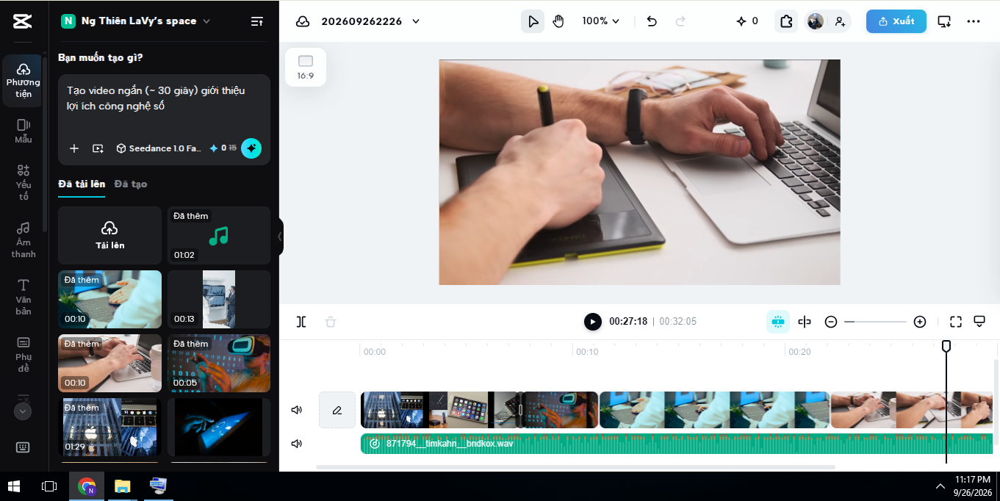 N Ng Thiên LaVy's space
202609262226
100%
0
Xuất
Phương
tiện
Mẫu
Yếu
tố
Âm
thanh
Văn
bản
Phụ
đề
Bạn muốn tạo gì?
Tạo video ngắn (~ 30 giây) giới thiệu
lợi ích công nghệ số
Seedance 1.0 Fa... 0 15
Đã tải lên Đã tạo
Tải lên
Đã thêm
01:02
Đã thêm
00:10
00:13
Đã thêm
00:10
Đã thêm
00:05
Đã thêm
01:29
16:9
00:27:18 | 00:32:05
00:00 00:10 00:20
871794__timkahn__bndkox.wav
N
11:17 PM
9/26/2026